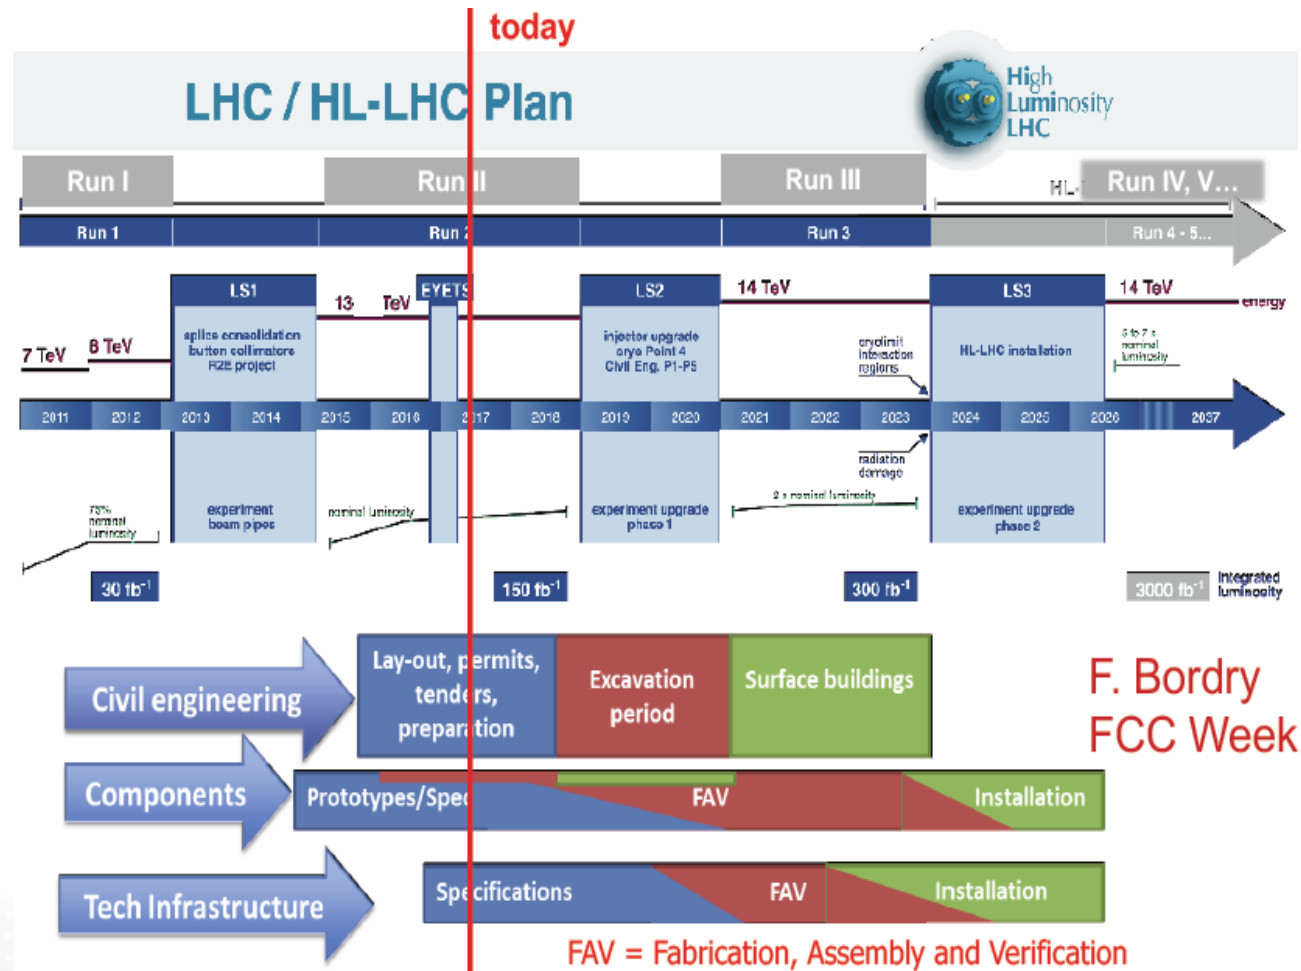 today
LHC / HL-LHC Plan
High
Luminosity
LHC
Run I
Run II
Run III
HL-
Run IV, V...
Run 1
Run 2
Run 3
Run 4 - 5...
LS1
EYETS
LS2
14 TeV
LS3
14 TeV
energy
13 TeV
splice consolidation
button collimators
R2E project
injector upgrade
cryo Point 4
Civil Eng. P1-P5
cryolimit
interaction
regions
HL-LHC installation
5 to 7 x
nominal
luminosity
7 TeV
8 TeV
2011 2012 2013 2014 2015 2016 2017 2018 2019 2020 2021 2022 2023 2024 2025 2026 2037
radiation
damage
75%
nominal
luminosity
experiment
beam pipes
nominal luminosity
experiment upgrade
phase 1
2 x nominal luminosity
experiment upgrade
phase 2
30 fb⁻¹
150 fb⁻¹
300 fb⁻¹
3000 fb⁻¹
integrated
luminosity
Civil engineering
Lay-out, permits,
tenders,
preparation
Excavation
period
Surface buildings
F. Bordry
FCC Week
Components
Prototypes/Spec
FAV
Installation
Tech Infrastructure
Specifications
FAV
Installation
FAV = Fabrication, Assembly and Verification